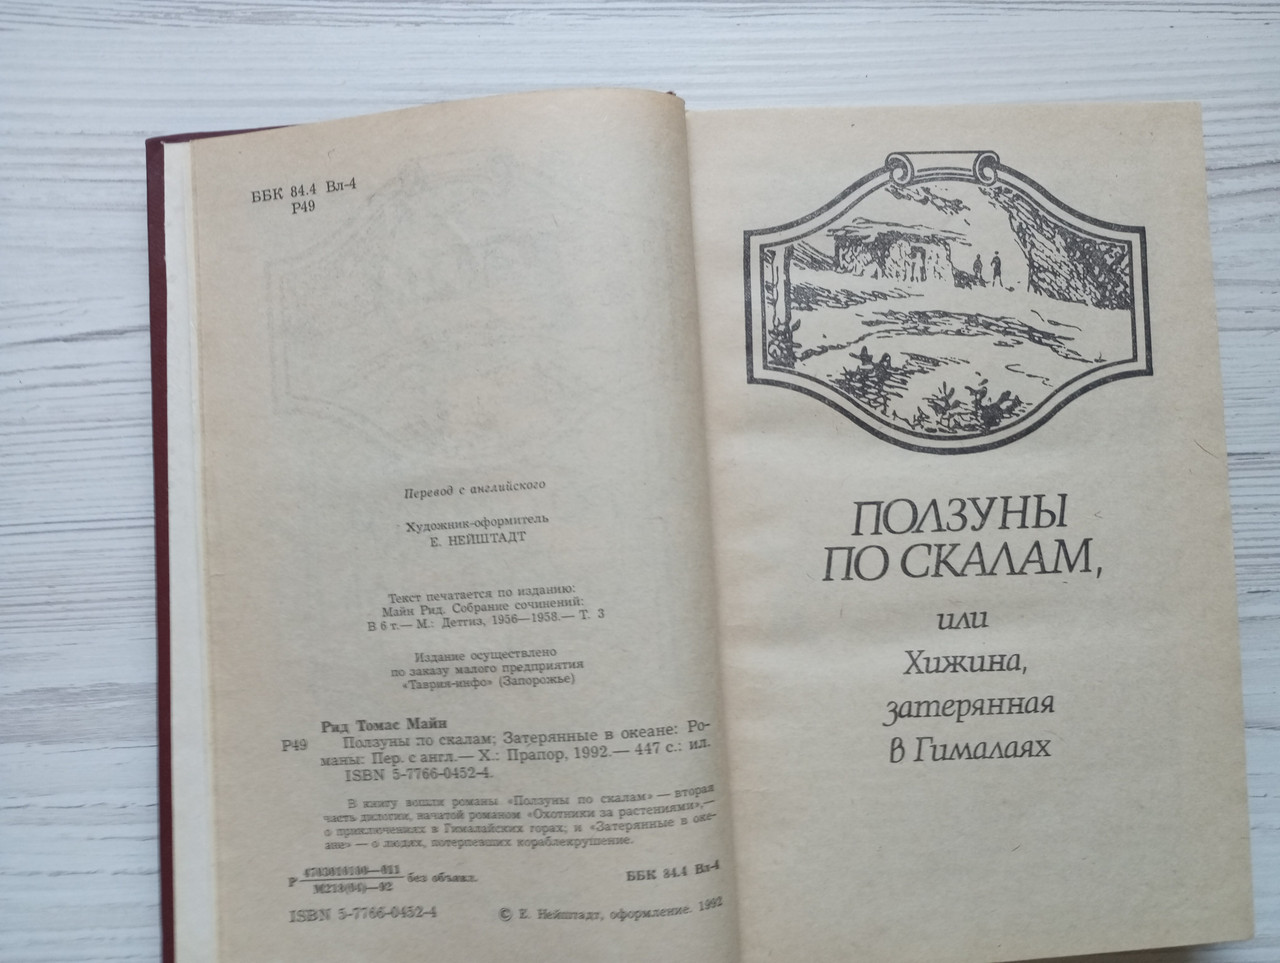 ББК 84.4 Вл-4
Р49
Перевод с английского
Художник-оформитель
Е. НЕЙШТАДТ
Текст печатается по изданию:
Майн Рид. Собрание сочинений:
В 6 т.— М.: Детгиз, 1956—1958.— Т. 3
Издание осуществлено
по заказу малого предприятия
«Таврия-инфо» (Запорожье)
Рид Томас Майн
Р49 Ползуны по скалам; Затерянные в океане: Ро-
маны: Пер. с англ.— Х.: Прапор, 1992.— 447 с.: ил.
ISBN 5-7766-0452-4.
В книгу вошли романы «Ползуны по скалам» — вторая
часть дилогии, начатой романом «Охотники за растениями»,—
о приключениях в Гималайских горах; и «Затерянные в оке-
ане» — о людях, потерпевших кораблекрушение.
Р
М218(04)—92 без объявл.
ББК 84.4 Вл-4
ISBN 5-7766-0452-4
© Е. Нейштадт, оформление. 1992
ПОЛЗУНЫ
ПО СКАЛАМ,
или
Хижина,
затерянная
в Гималаях